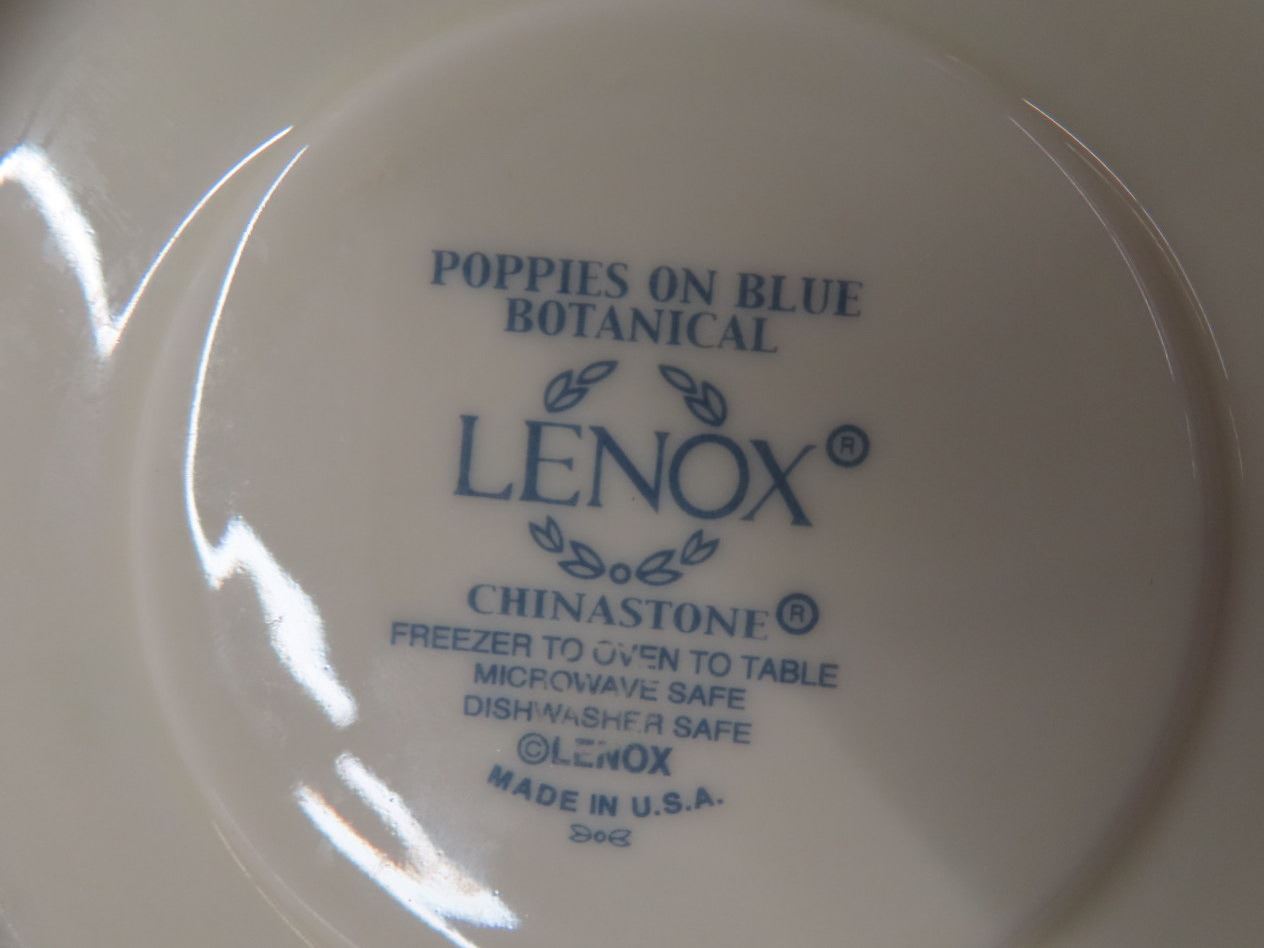 POPPIES ON BLUE
BOTANICAL
LENOX®
CHINASTONE®
FREEZER TO OVEN TO TABLE
MICROWAVE SAFE
DISHWASHER SAFE
©LENOX
MADE IN U.S.A.